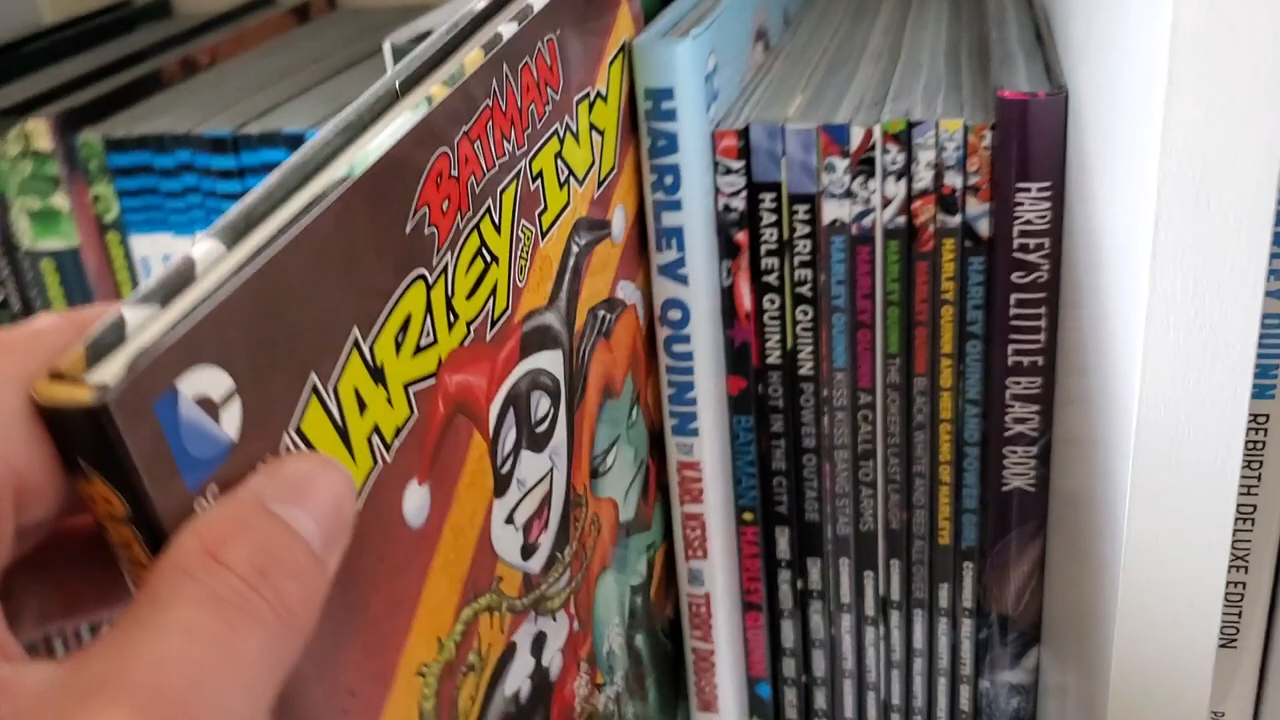 BATMAN
HARLEY AND IVY
DC
HARLEY QUINN BY KARL KESEL AND TERRY DODSON
BATMAN HARLEY QUINN
HARLEY QUINN HOT IN THE CITY
HARLEY QUINN POWER OUTAGE
HARLEY QUINN KISS KISS BANG STAB
HARLEY QUINN A CALL TO ARMS
HARLEY QUINN THE JOKER'S LAST LAUGH
HARLEY QUINN BLACK, WHITE AND RED ALL OVER
HARLEY QUINN AND HER GANG OF HARLEYS
HARLEY QUINN AND POWER GIRL
HARLEY'S LITTLE BLACK BOOK
HARLEY QUINN REBIRTH DELUXE EDITION